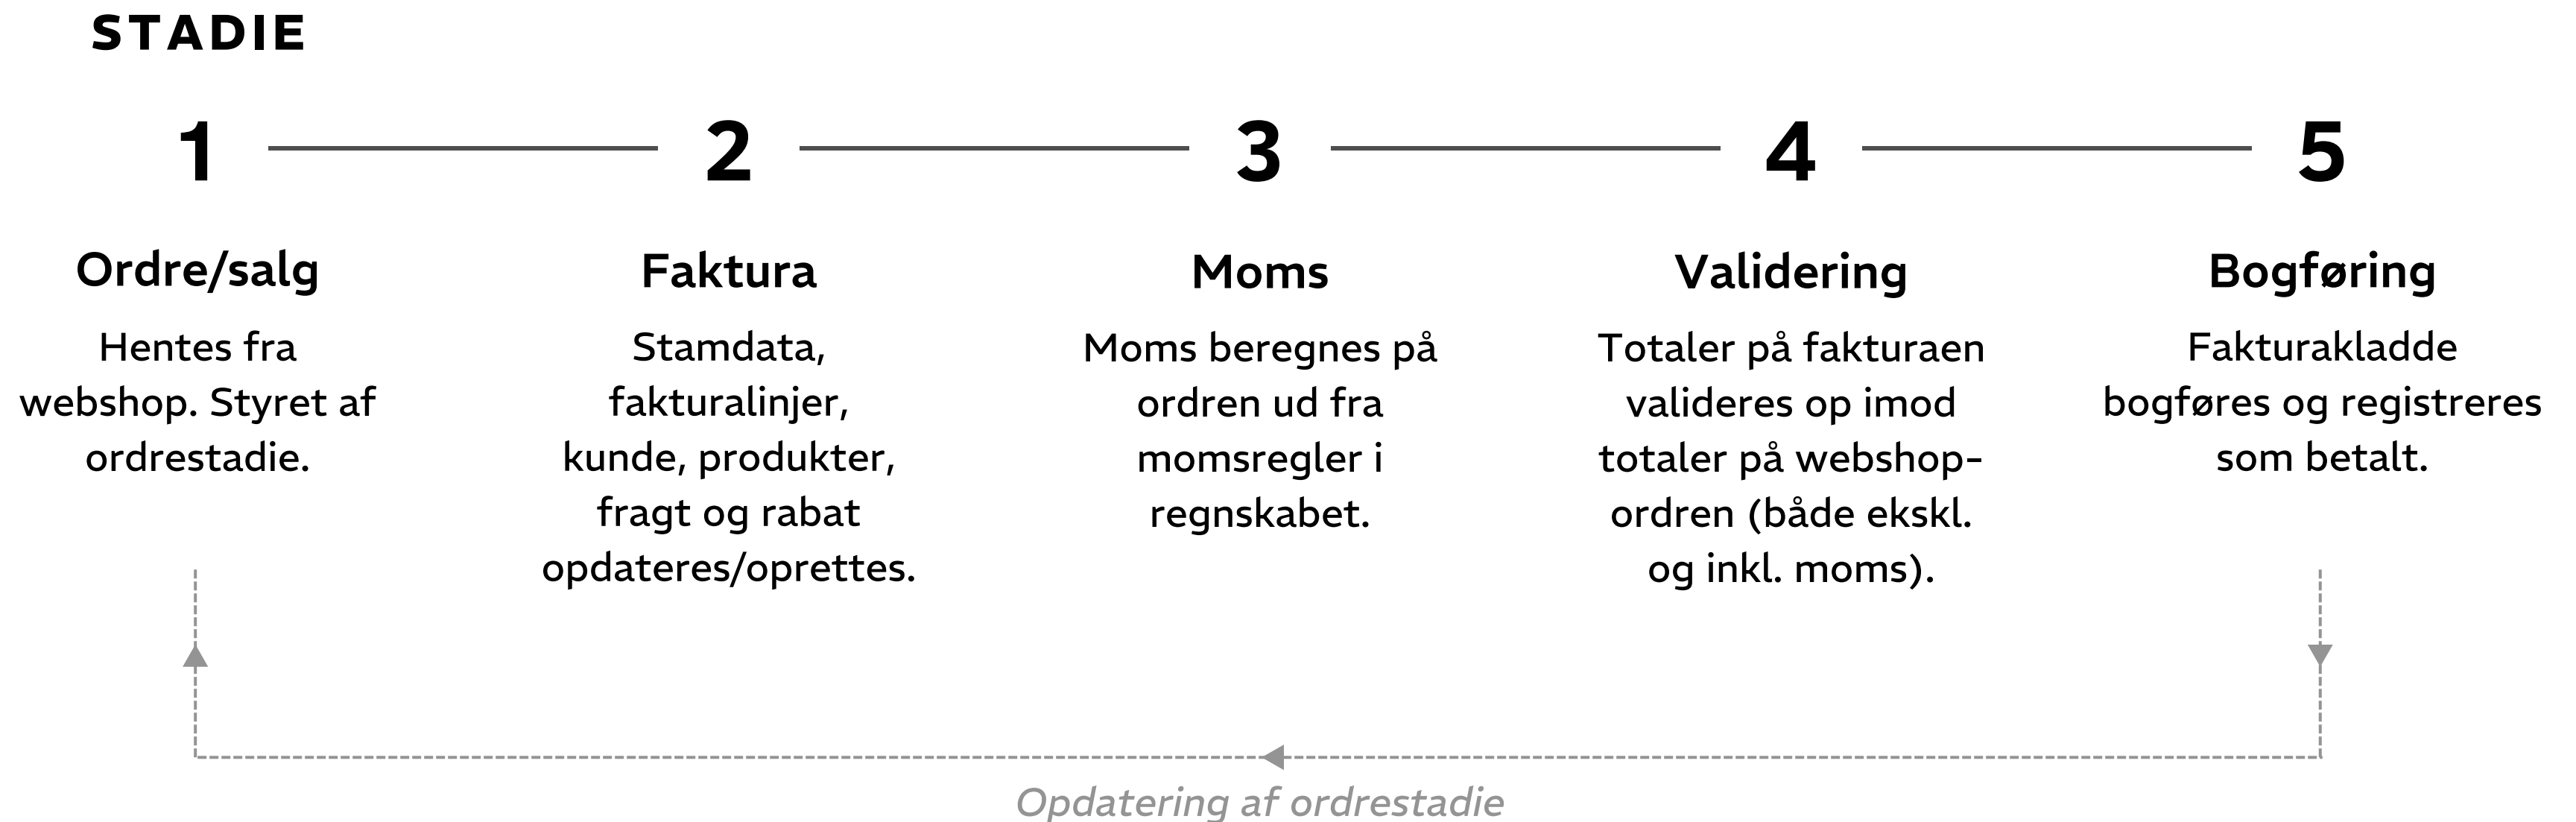 STADIE
1
2
3
4
5
Ordre/salg
Hentes fra
webshop. Styret af
ordrestadie.
Faktura
Stamdata,
fakturalinjer,
kunde, produkter,
fragt og rabat
opdateres/oprettes.
Moms
Moms beregnes på
ordren ud fra
momsregler i
regnskabet.
Validering
Totaler på fakturaen
valideres op imod
totaler på webshop-
ordren (både ekskl.
og inkl. moms).
Bogføring
Fakturakladde
bogføres og registreres
som betalt.
Opdatering af ordrestadie